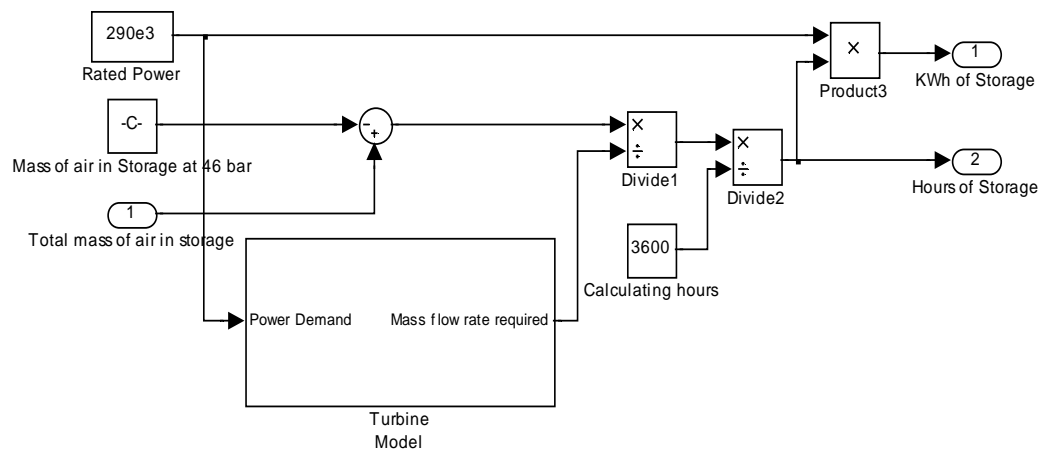 290e3
Rated Power
-C-
Mass of air in Storage at 46 bar
1
Total mass of air in storage
-
+
Power Demand
Mass flow rate required
Turbine
Model
×
÷
Divide1
×
÷
Divide2
3600
Calculating hours
×
Product3
1
KWh of Storage
2
Hours of Storage